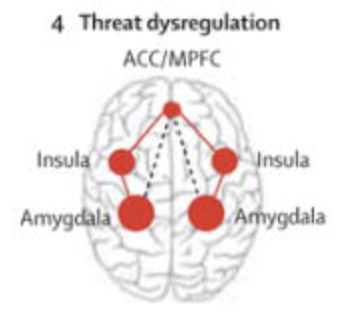 4 Threat dysregulation
ACC/MPFC
Insula Insula
Amygdala Amygdala